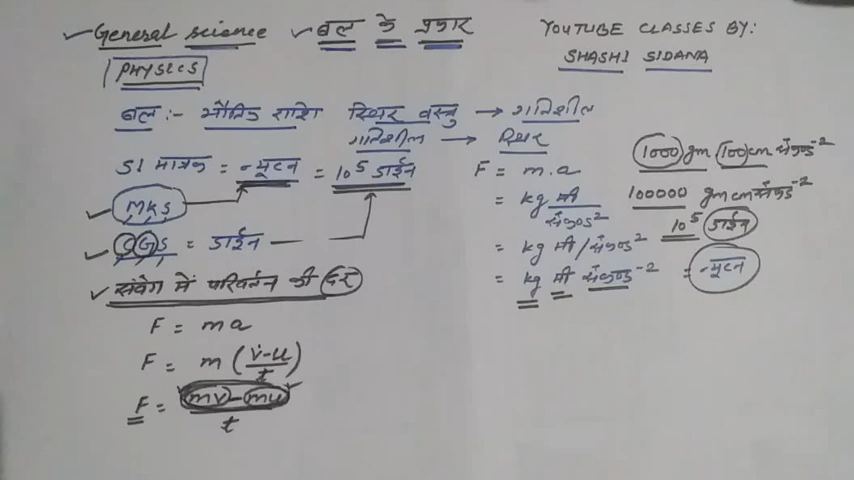 General science बल के प्रकार
YOUTUBE CLASSES BY:
SHASHI SIDANA
PHYSICS
बल :- भौतिक राशि स्थिर वस्तु → गतिशील
गतिशील → स्थिर
SI मात्रक = न्यूटन = 10⁵ डाईन
MKS
CGS = डाईन
संवेग में परिवर्तन की दर
F = ma
F = m (v-u/t)
F = mv-mu/t
F = m.a
= kg मी/सैकण्ड²
= kg मी/सैकण्ड²
= kg मी सैकण्ड⁻² = न्यूटन
1000 gm 100 cm सैकण्ड⁻²
100000 gm cm सैकण्ड⁻²
10⁵ डाईन